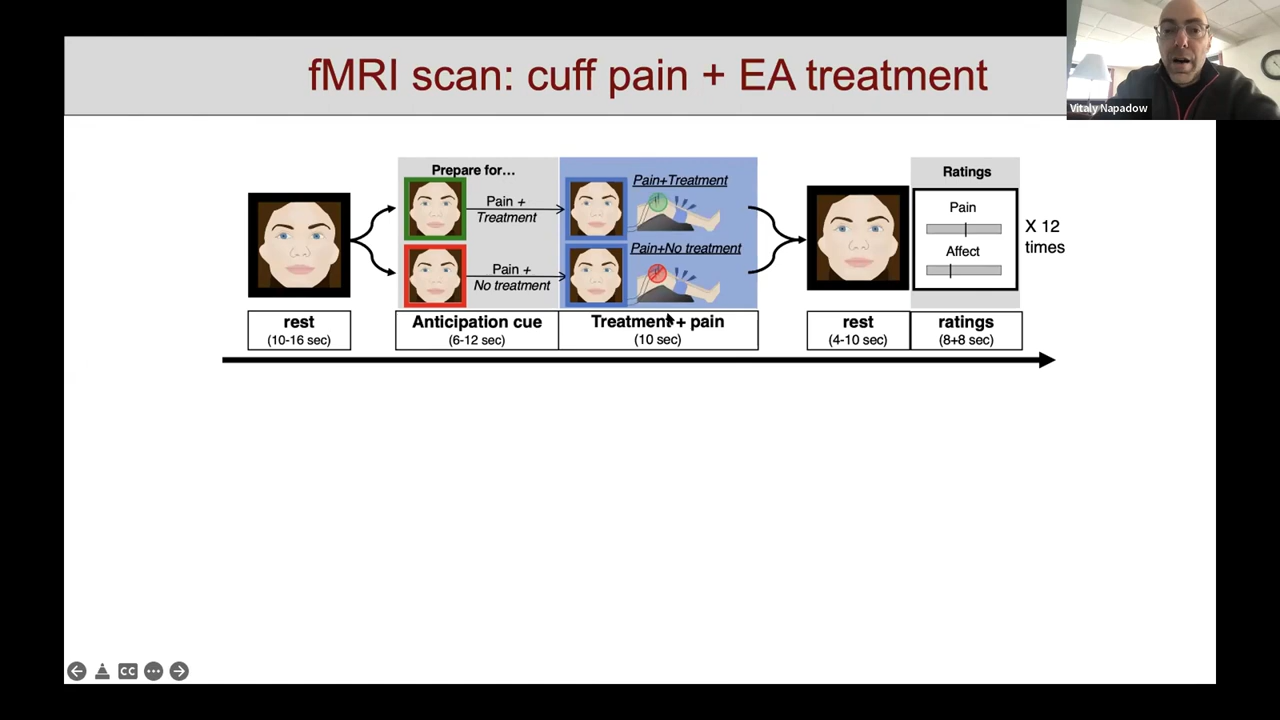 fMRI scan: cuff pain + EA treatment
Vitaly Napadow
Prepare for...
Pain +
Treatment
Pain +
No treatment
Pain+Treatment
Pain+No treatment
Ratings
Pain
Affect
X 12
times
rest
(10-16 sec)
Anticipation cue
(6-12 sec)
Treatment + pain
(10 sec)
rest
(4-10 sec)
ratings
(8+8 sec)
CC